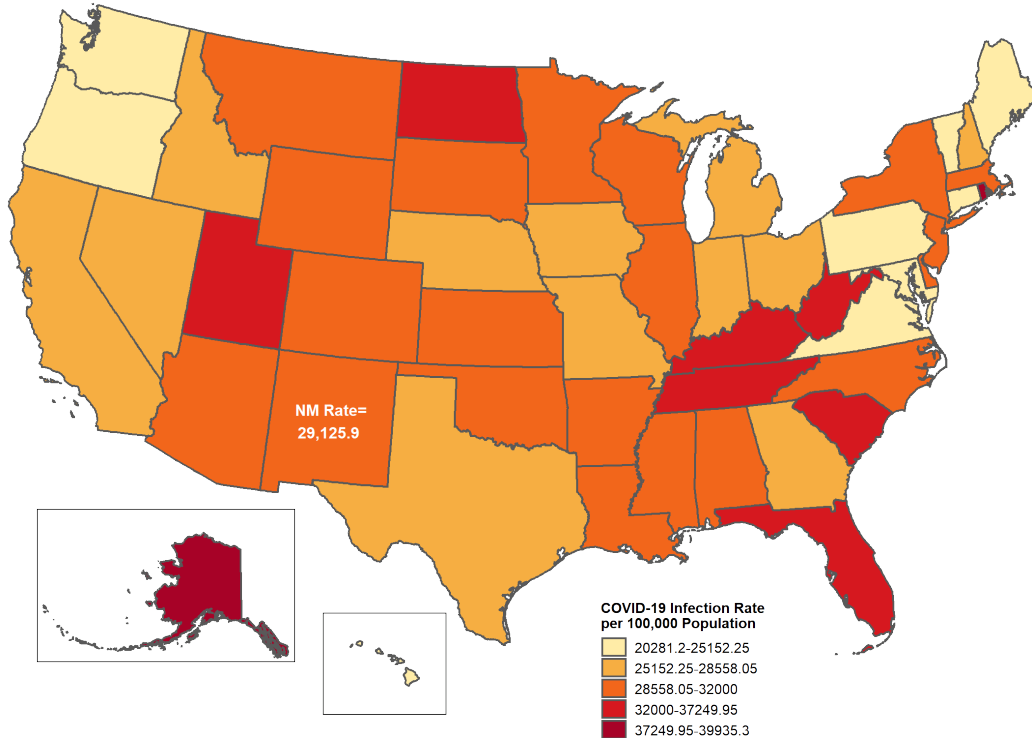 NM Rate=
29,125.9
COVID-19 Infection Rate
per 100,000 Population
20281.2-25152.25
25152.25-28558.05
28558.05-32000
32000-37249.95
37249.95-39935.3